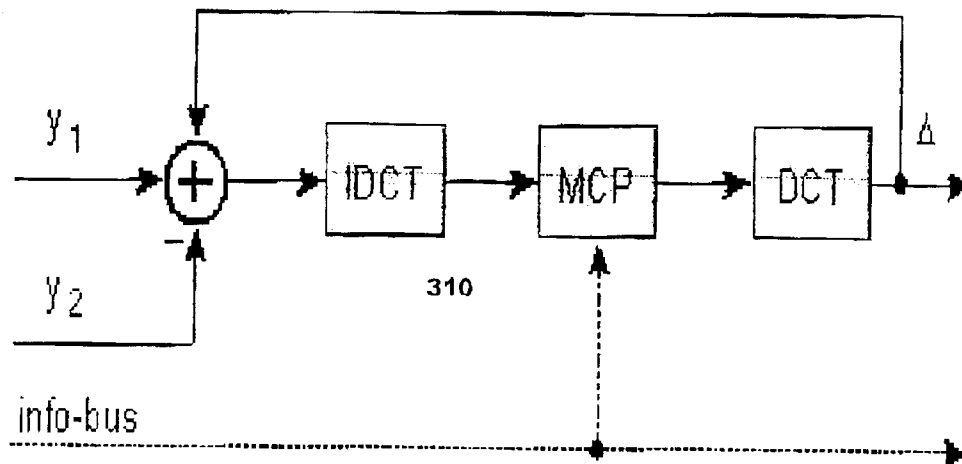 y1
+
IDCT
MCP
DCT
Δ
−
y2
310
info-bus